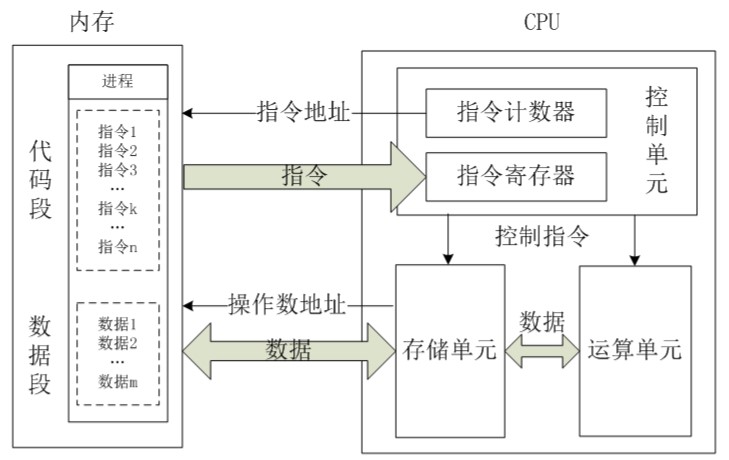 内存
CPU
进程
指令1
指令2
指令3
...
指令k
...
指令n
代码段
数据1
数据2
...
数据m
数据段
指令地址
指令
操作数地址
数据
指令计数器
指令寄存器
控制单元
控制指令
存储单元
数据
运算单元